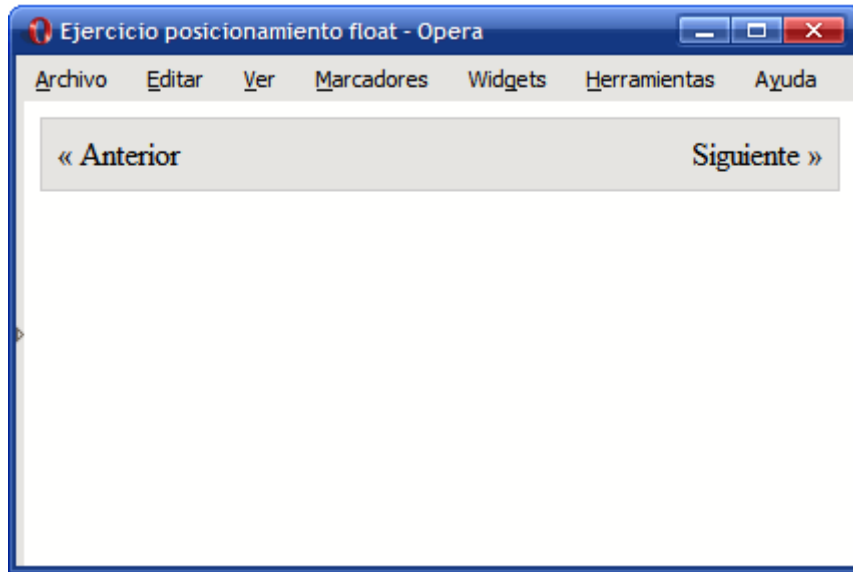 Ejercicio posicionamiento float - Opera
Archivo Editar Ver Marcadores Widgets Herramientas Ayuda
« Anterior Siguiente »